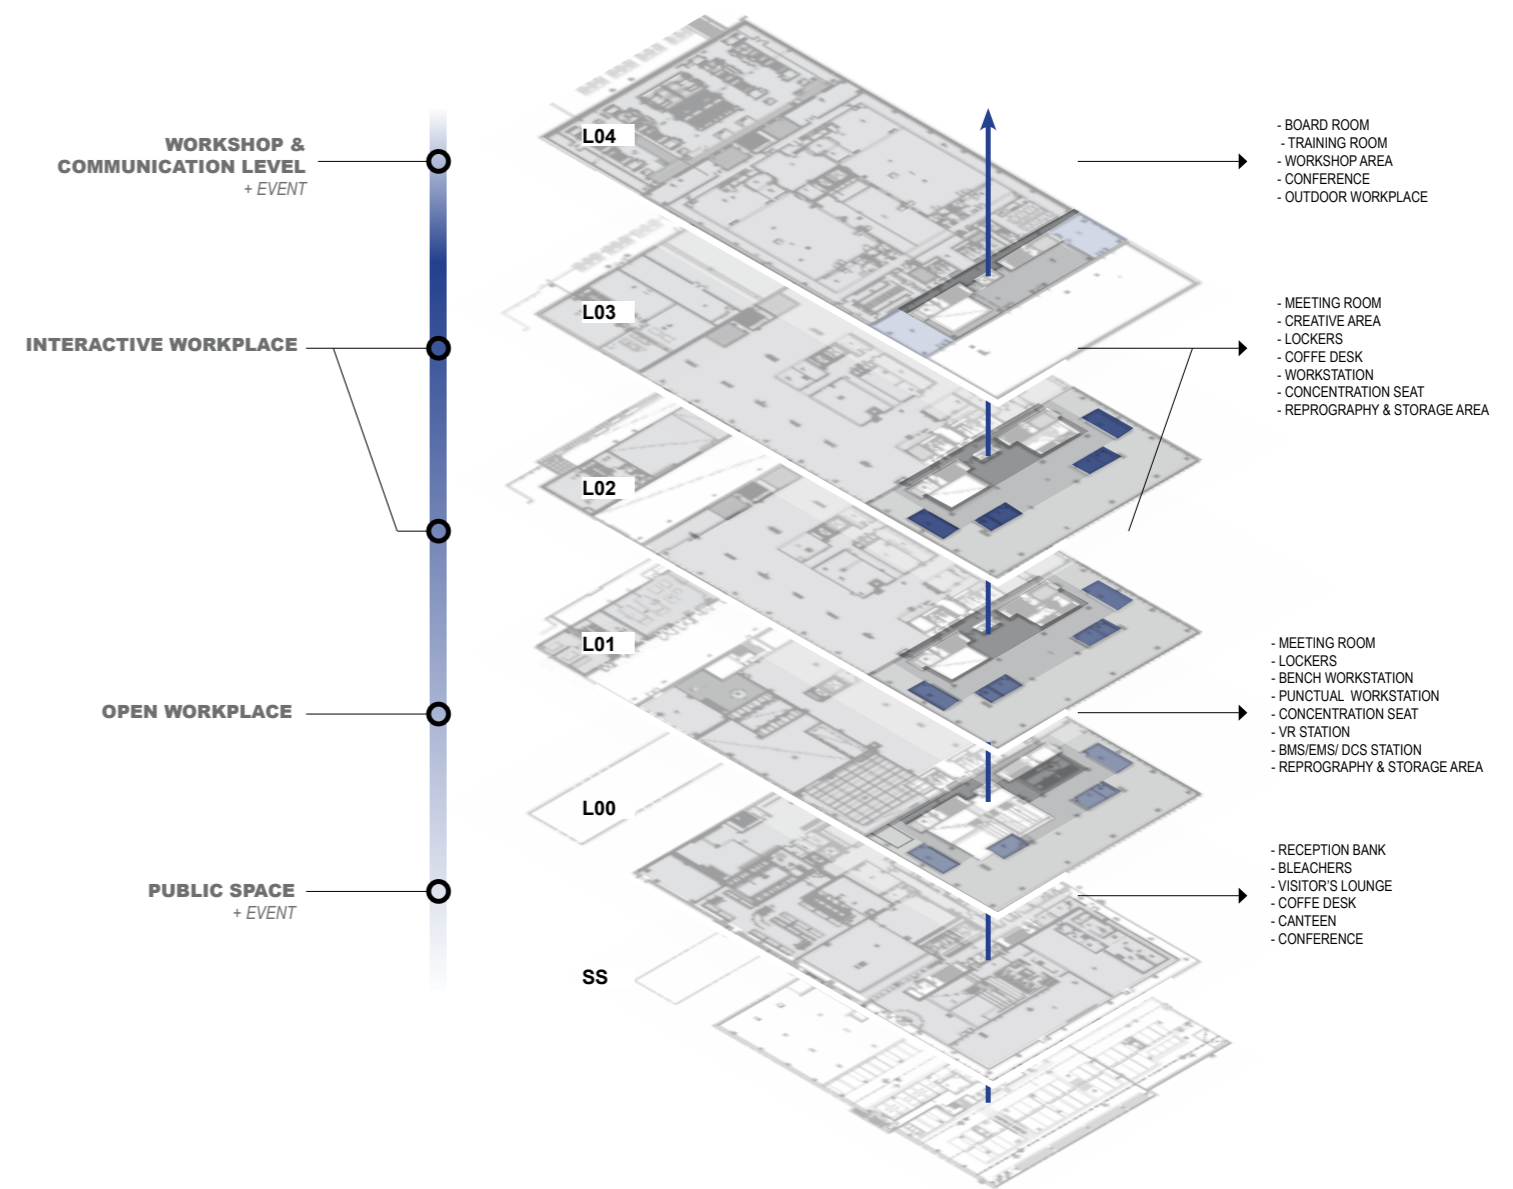 WORKSHOP &
COMMUNICATION LEVEL
+ EVENT
INTERACTIVE WORKPLACE
OPEN WORKPLACE
PUBLIC SPACE
+ EVENT
L04
L03
L02
L01
L00
SS
- BOARD ROOM
- TRAINING ROOM
- WORKSHOP AREA
- CONFERENCE
- OUTDOOR WORKPLACE
- MEETING ROOM
- CREATIVE AREA
- LOCKERS
- COFFE DESK
- WORKSTATION
- CONCENTRATION SEAT
- REPROGRAPHY & STORAGE AREA
- MEETING ROOM
- LOCKERS
- BENCH WORKSTATION
- PUNCTUAL WORKSTATION
- CONCENTRATION SEAT
- VR STATION
- BMS/EMS/ DCS STATION
- REPROGRAPHY & STORAGE AREA
- RECEPTION BANK
- BLEACHERS
- VISITOR'S LOUNGE
- COFFE DESK
- CANTEEN
- CONFERENCE